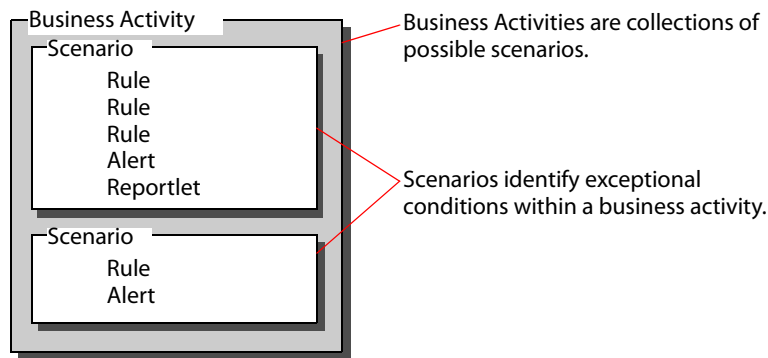 Business Activity
Scenario
Rule
Rule
Rule
Alert
Reportlet
Scenario
Rule
Alert
Business Activities are collections of
possible scenarios.
Scenarios identify exceptional
conditions within a business activity.